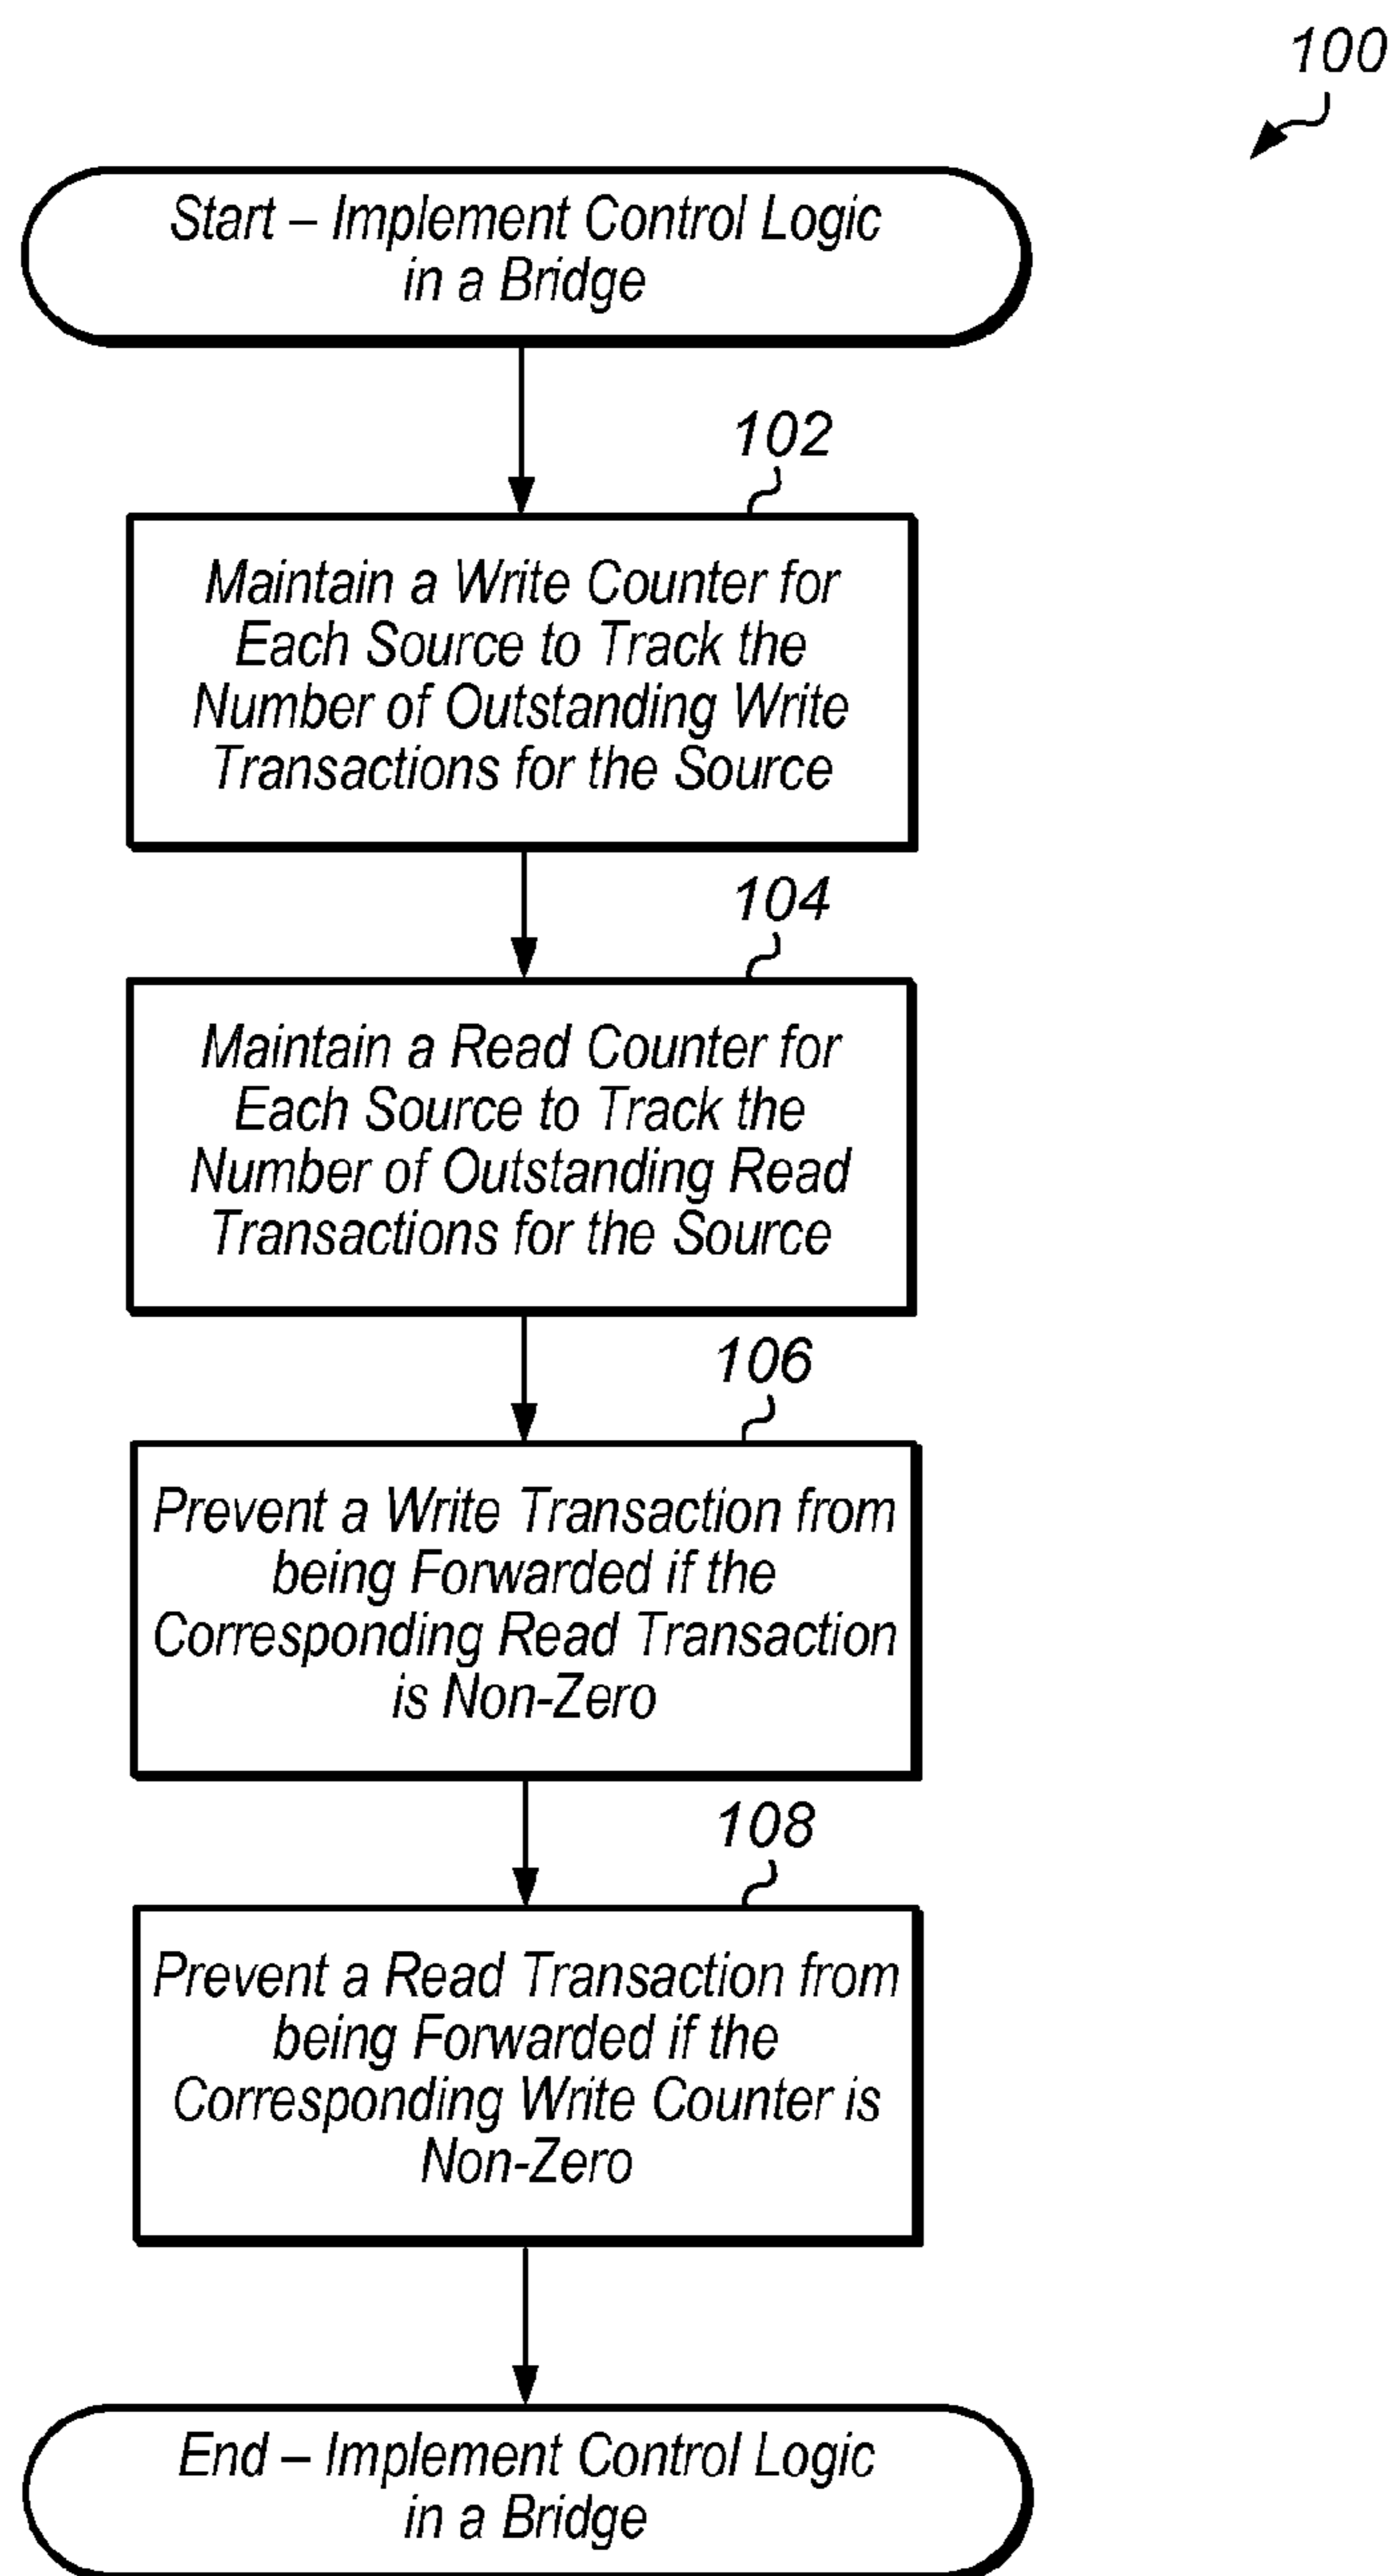 100
Start – Implement Control Logic
in a Bridge
102
Maintain a Write Counter for
Each Source to Track the
Number of Outstanding Write
Transactions for the Source
104
Maintain a Read Counter for
Each Source to Track the
Number of Outstanding Read
Transactions for the Source
106
Prevent a Write Transaction from
being Forwarded if the
Corresponding Read Transaction
is Non-Zero
108
Prevent a Read Transaction from
being Forwarded if the
Corresponding Write Counter is
Non-Zero
End – Implement Control Logic
in a Bridge